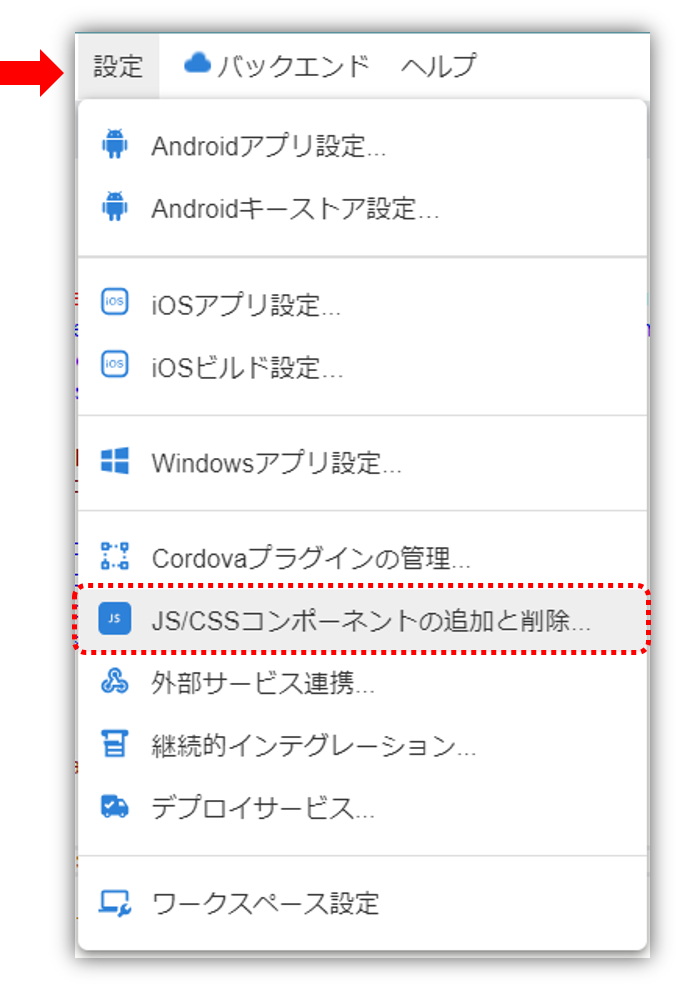 設定 バックエンド ヘルプ
Androidアプリ設定...
Androidキーストア設定...
iOS iOSアプリ設定...
iOS iOSビルド設定...
Windowsアプリ設定...
Cordovaプラグインの管理...
JS JS/CSSコンポーネントの追加と削除...
外部サービス連携...
継続的インテグレーション...
デプロイサービス...
ワークスペース設定